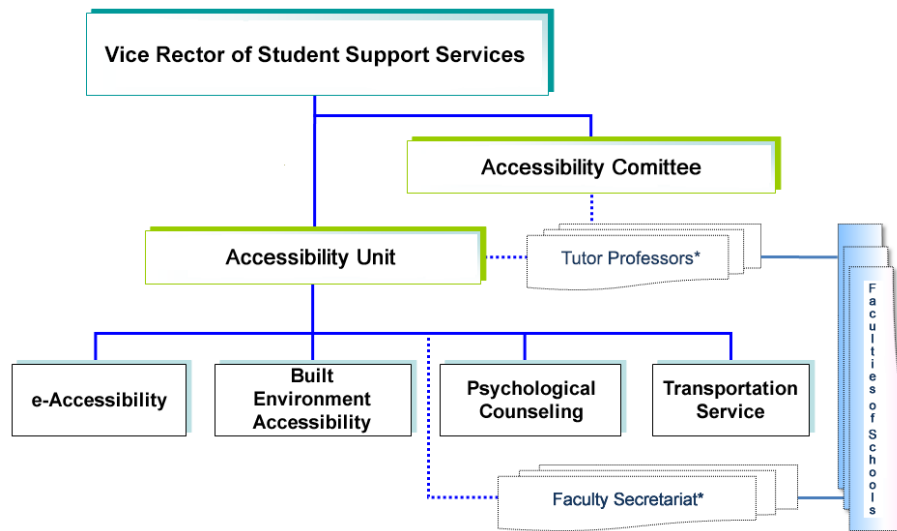 Vice Rector of Student Support Services
Accessibility Comittee
Accessibility Unit
Tutor Professors*
Faculties of Schools
e-Accessibility
Built
Environment
Accessibility
Psychological
Counseling
Transportation
Service
Faculty Secretariat*